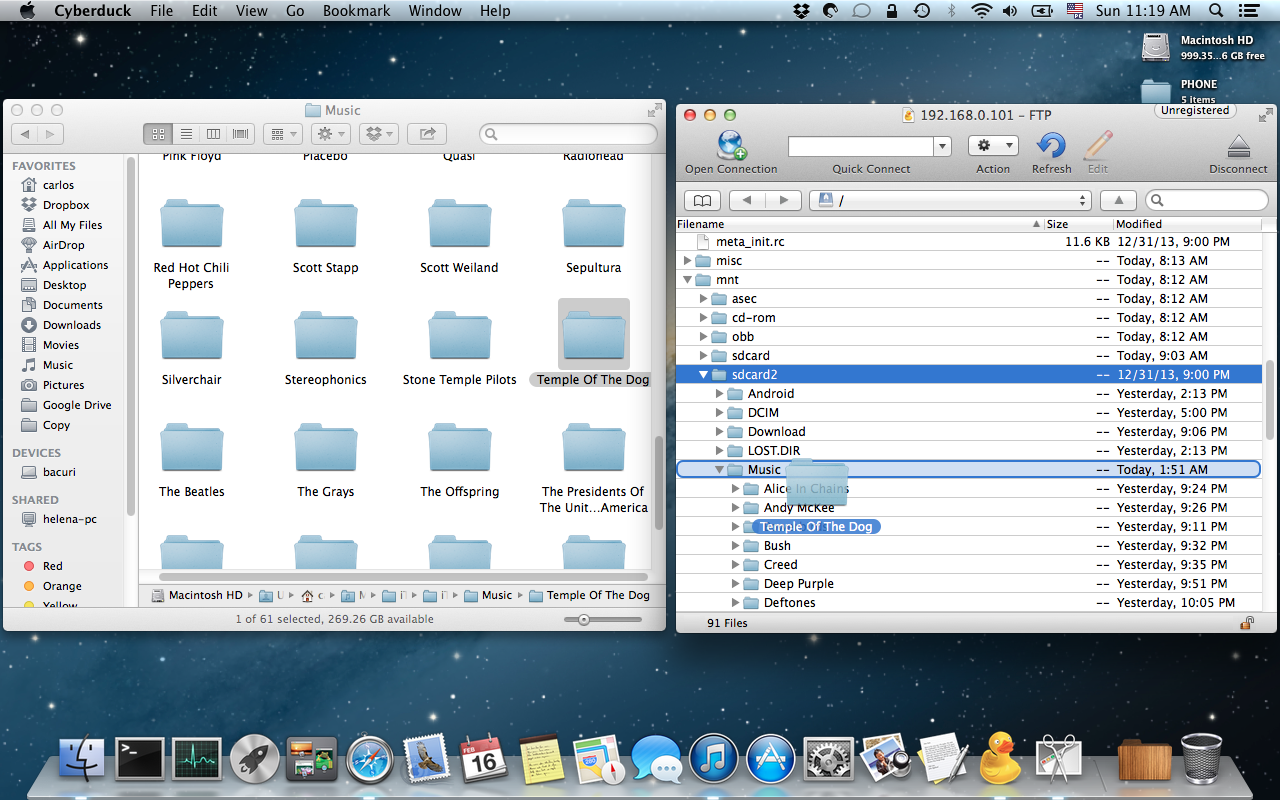 Cyberduck File Edit View Go Bookmark Window Help Sun 11:19 AM
Macintosh HD
999.35...6 GB free
PHONE
5 items
Music
FAVORITES
carlos
Dropbox
All My Files
AirDrop
Applications
Desktop
Documents
Downloads
Movies
Music
Pictures
Google Drive
Copy
DEVICES
bacuri
SHARED
helena-pc
TAGS
Red
Orange
Yellow
Pink Floyd Placebo Quasi Radiohead
Red Hot Chili Peppers Scott Stapp Scott Weiland Sepultura
Silverchair Stereophonics Stone Temple Pilots Temple Of The Dog
The Beatles The Grays The Offspring The Presidents Of
The Unit...America
Macintosh HD Music Temple Of The Dog
1 of 61 selected, 269.26 GB available
192.168.0.101 – FTP
Unregistered
Open Connection Quick Connect Action Refresh Edit Disconnect
/
Filename Size Modified
meta_init.rc 11.6 KB 12/31/13, 9:00 PM
misc -- Today, 8:13 AM
mnt -- Today, 8:12 AM
asec -- Today, 8:12 AM
cd-rom -- Today, 8:12 AM
obb -- Today, 8:12 AM
sdcard -- Today, 9:03 AM
sdcard2 -- 12/31/13, 9:00 PM
Android -- Yesterday, 2:13 PM
DCIM -- Yesterday, 5:00 PM
Download -- Yesterday, 9:06 PM
LOST.DIR -- Yesterday, 2:13 PM
Music -- Today, 1:51 AM
Alice In Chains -- Yesterday, 9:24 PM
Andy McKee -- Yesterday, 9:26 PM
Temple Of The Dog -- Yesterday, 9:11 PM
Bush -- Yesterday, 9:32 PM
Creed -- Yesterday, 9:35 PM
Deep Purple -- Yesterday, 9:51 PM
Deftones -- Yesterday, 10:05 PM
91 Files
FEB
16
280